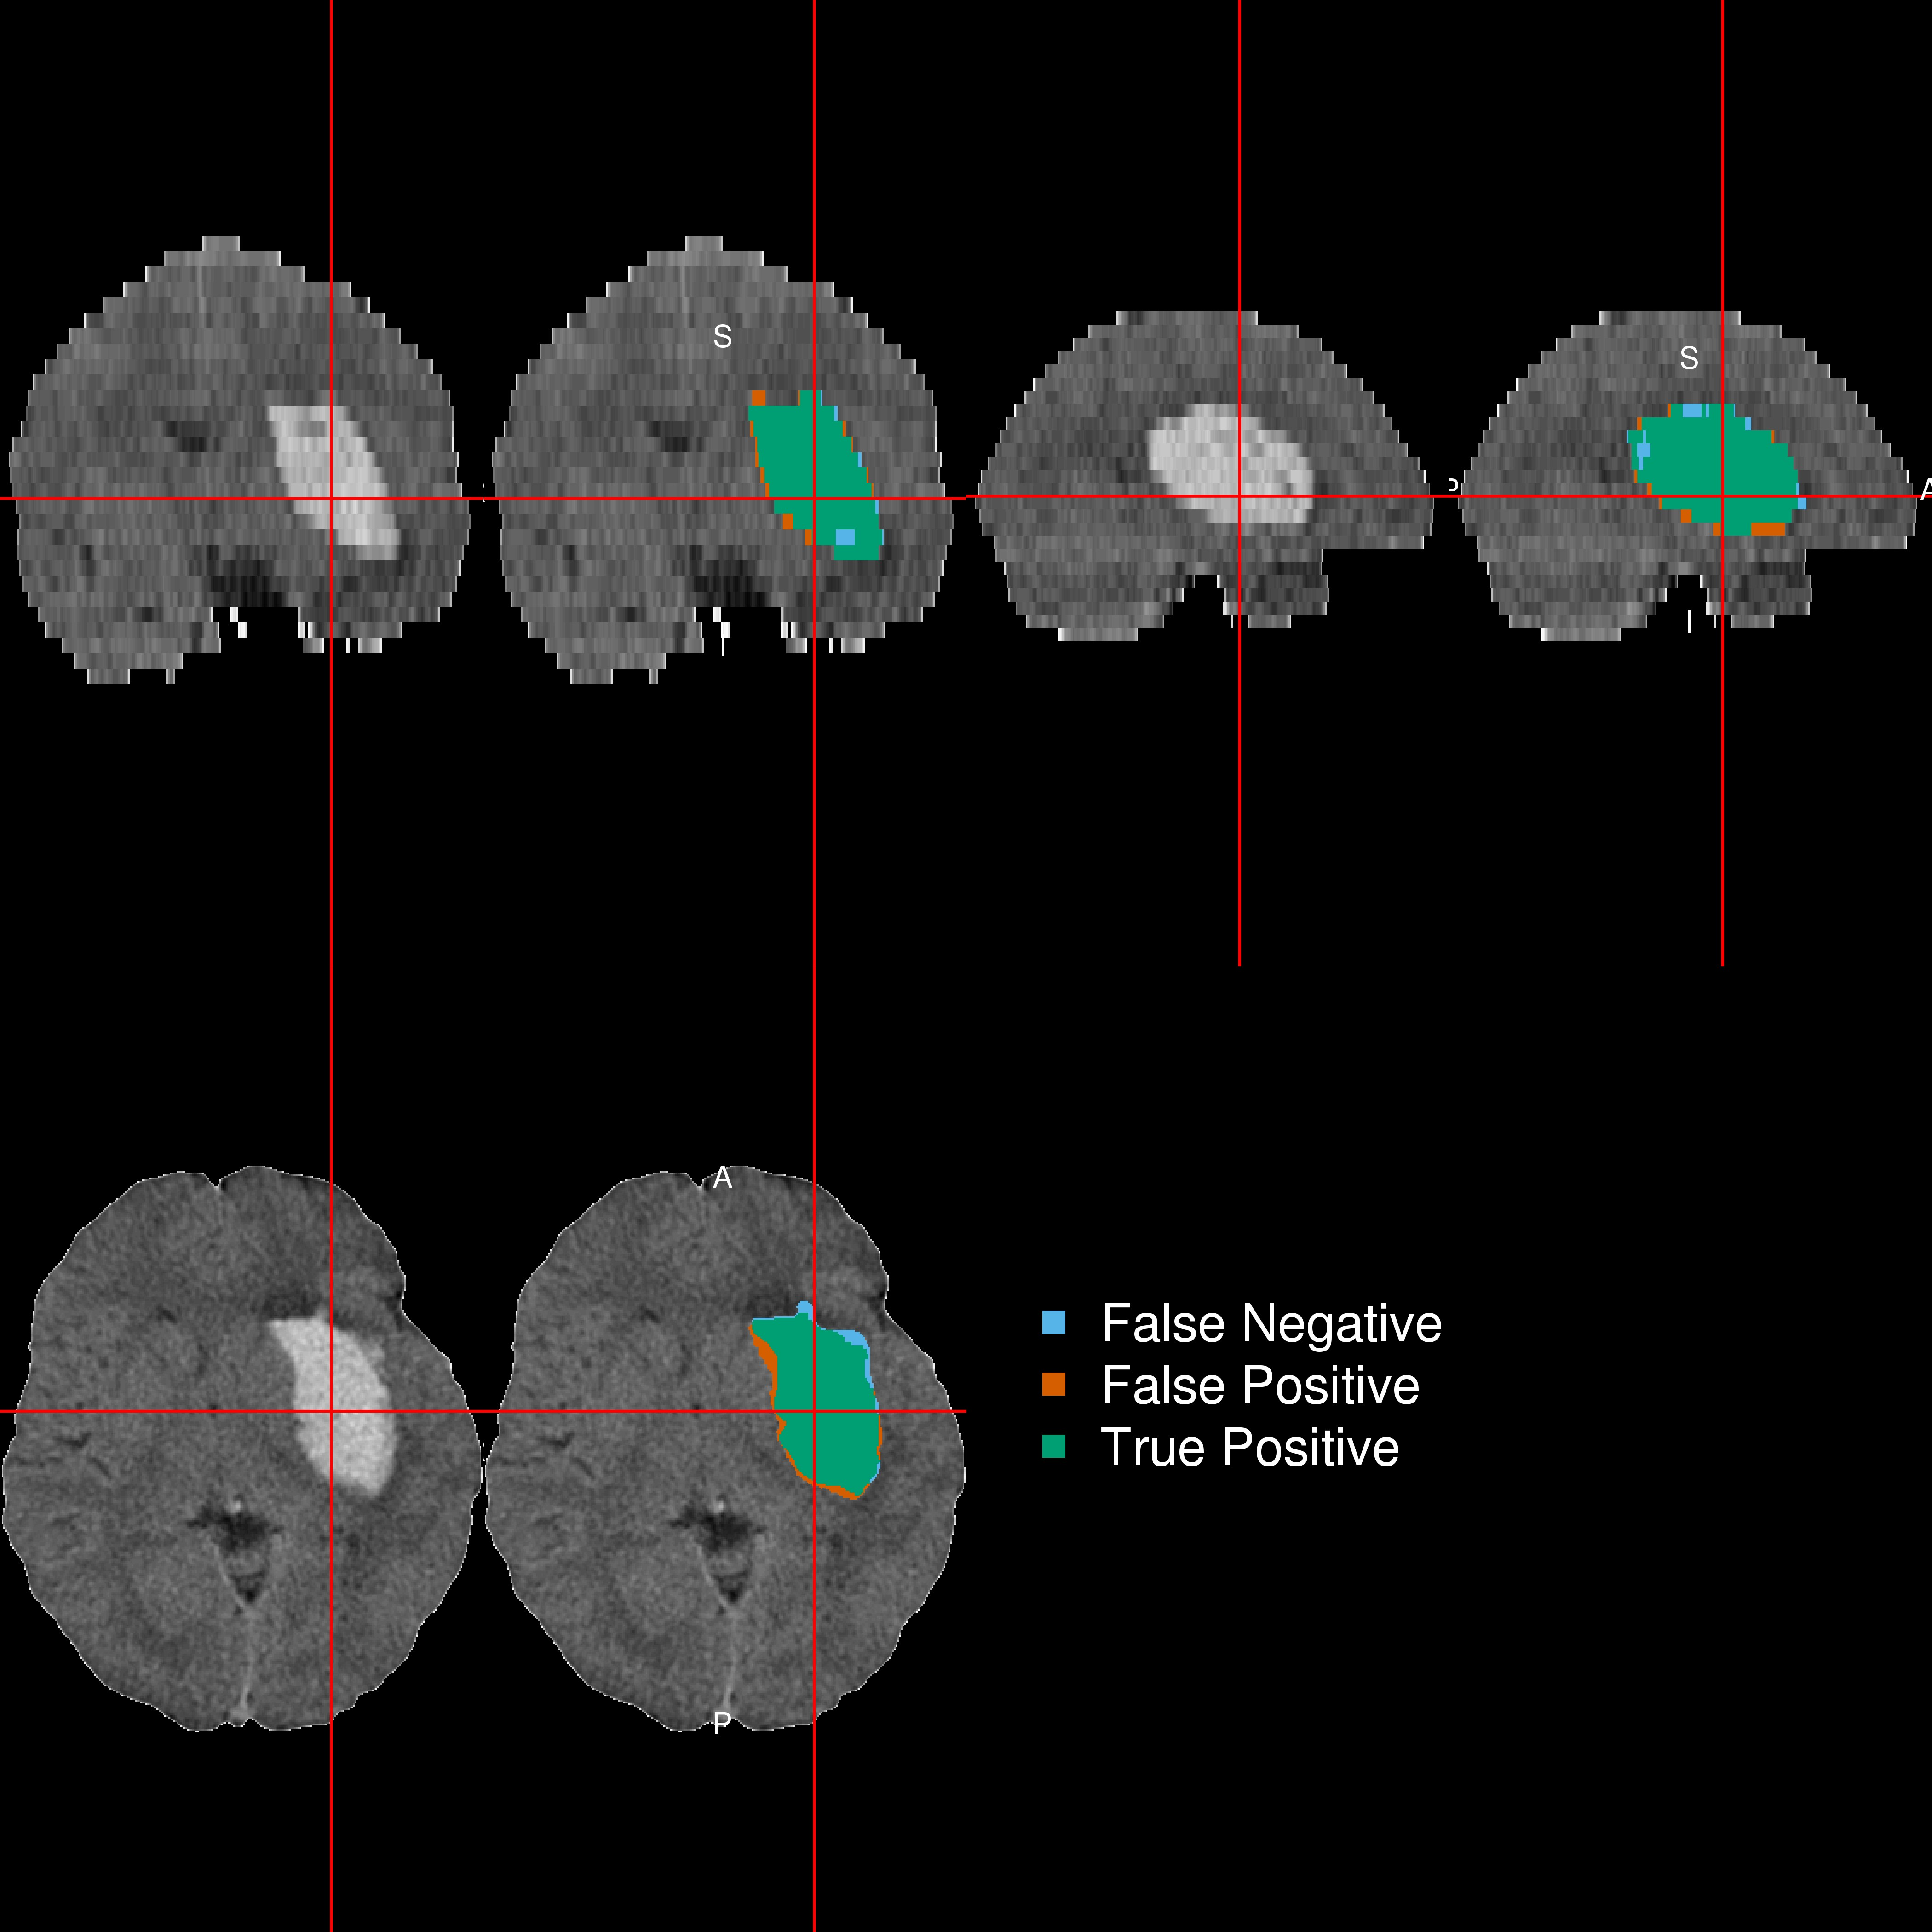 S
S
P
A
I
I
A
False Negative
False Positive
True Positive
P